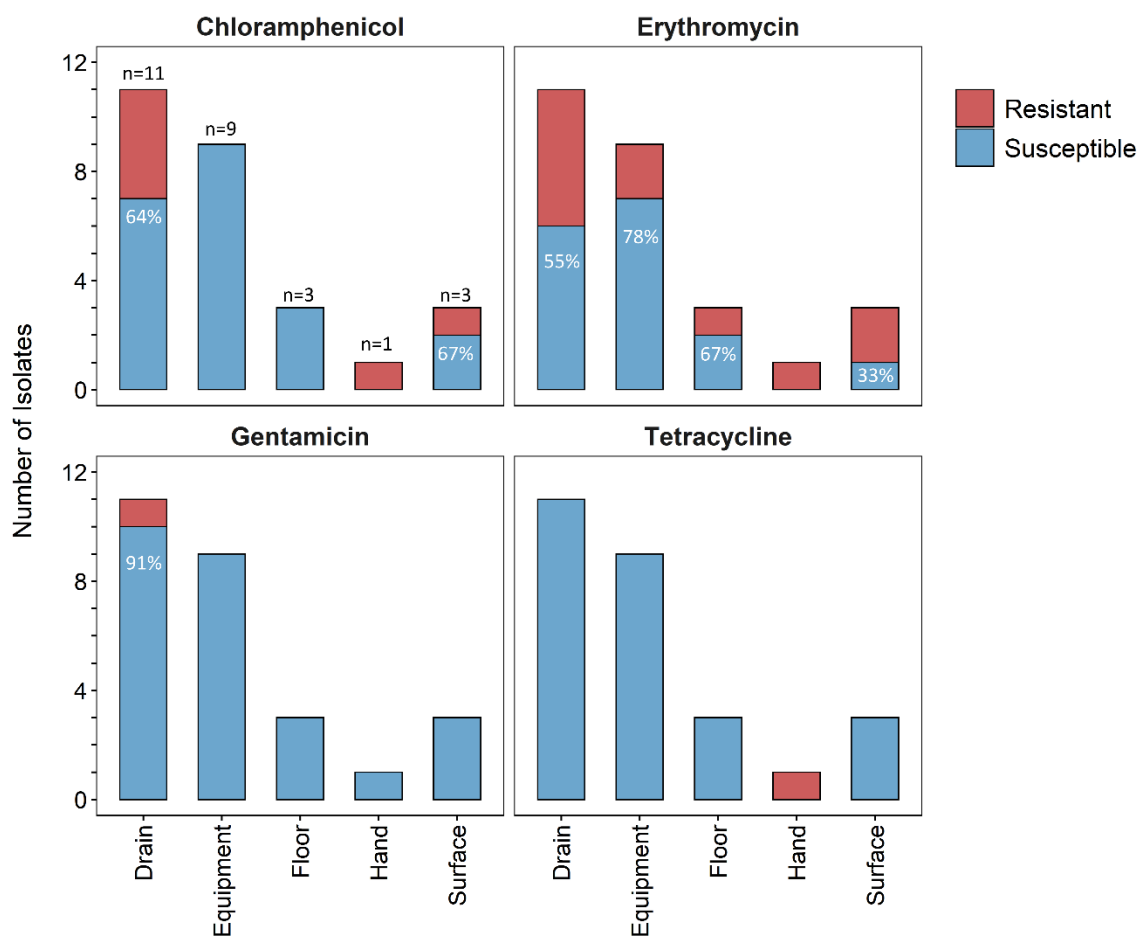 Chloramphenicol
Erythromycin
12
n=11
n=9
8
64%
4
n=3
n=3
n=1
67%
0
55%
78%
67%
33%
Resistant
Susceptible
Number of Isolates
Gentamicin
Tetracycline
12
91%
8
4
0
Drain
Equipment
Floor
Hand
Surface
Drain
Equipment
Floor
Hand
Surface